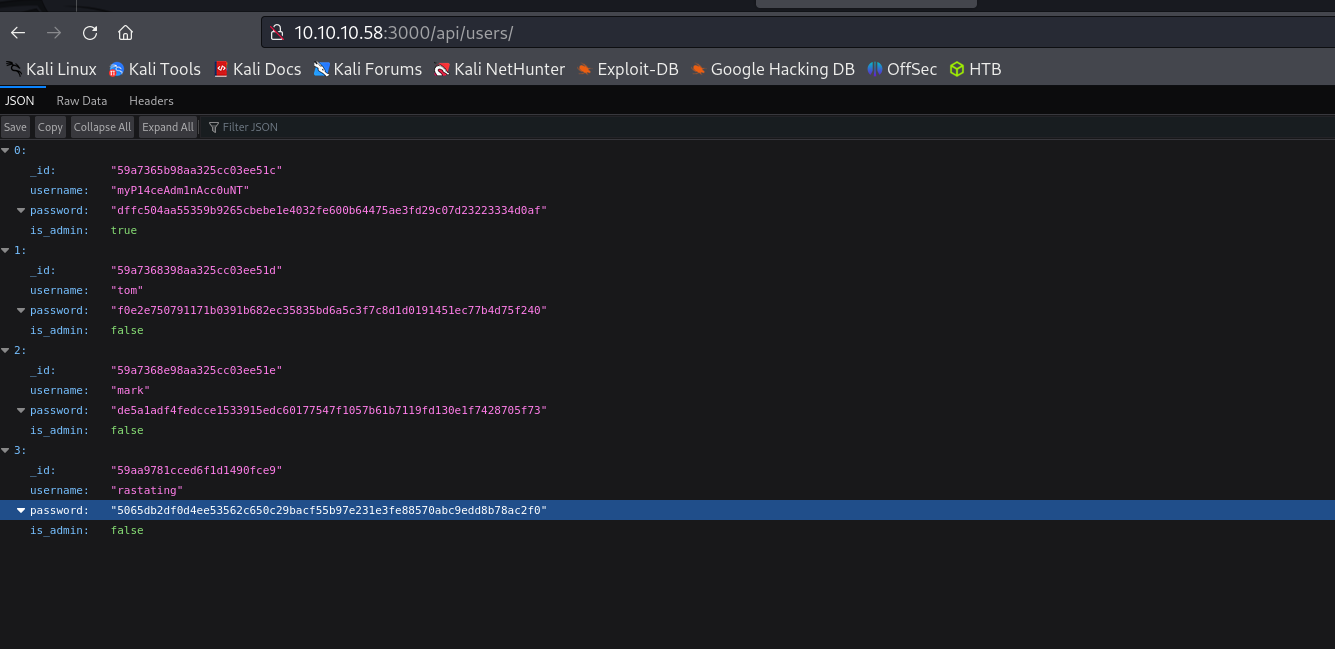 10.10.10.58:3000/api/users/
Kali Linux Kali Tools Kali Docs Kali Forums Kali NetHunter Exploit-DB Google Hacking DB OffSec HTB
JSON Raw Data Headers
Save Copy Collapse All Expand All Filter JSON
0:
_id: "59a7365b98aa325cc03ee51c"
username: "myP14ceAdm1nAcc0uNT"
password: "dffc504aa55359b9265cbebe1e4032fe600b64475ae3fd29c07d23223334d0af"
is_admin: true
1:
_id: "59a7368398aa325cc03ee51d"
username: "tom"
password: "f0e2e750791171b0391b682ec35835bd6a5c3f7c8d1d0191451ec77b4d75f240"
is_admin: false
2:
_id: "59a7368e98aa325cc03ee51e"
username: "mark"
password: "de5a1adf4fedcce1533915edc60177547f1057b61b7119fd130e1f7428705f73"
is_admin: false
3:
_id: "59aa9781cced6f1d1490fce9"
username: "rastating"
password: "5065db2df0d4ee53562c650c29bacf55b97e231e3fe88570abc9edd8b78ac2f0"
is_admin: false